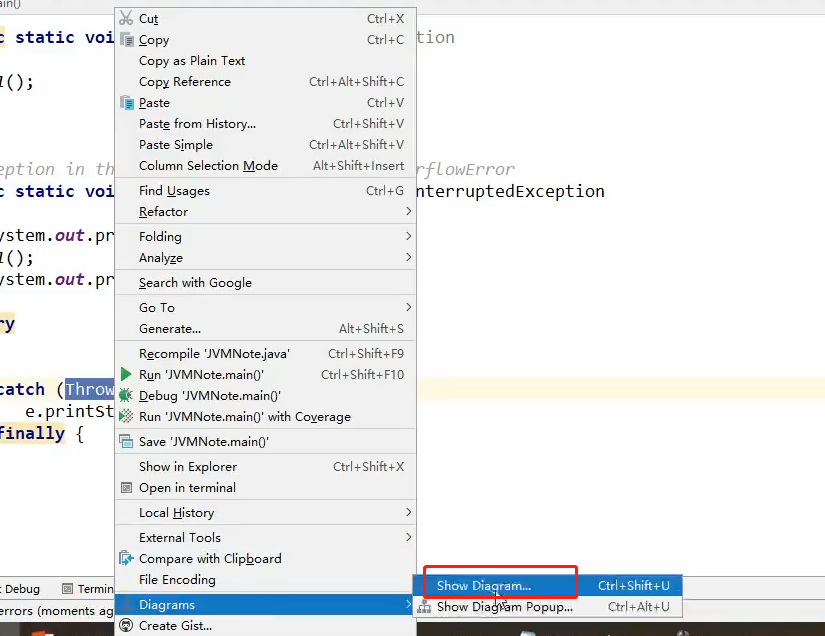 ain()
c static voi
tion
l();
eption in th
rflowError
c static voi
nterruptedException
ystem.out.pr
l();
ystem.out.pr
ry
catch (Throw
e.printSt
finally {
Cut Ctrl+X
Copy Ctrl+C
Copy as Plain Text
Copy Reference Ctrl+Alt+Shift+C
Paste Ctrl+V
Paste from History... Ctrl+Shift+V
Paste Simple Ctrl+Alt+Shift+V
Column Selection Mode Alt+Shift+Insert
Find Usages Ctrl+G
Refactor
Folding
Analyze
Search with Google
Go To
Generate... Alt+Shift+S
Recompile 'JVMNote.java' Ctrl+Shift+F9
Run 'JVMNote.main()' Ctrl+Shift+F10
Debug 'JVMNote.main()'
Run 'JVMNote.main()' with Coverage
Save 'JVMNote.main()'
Show in Explorer Ctrl+Shift+X
Open in terminal
Local History
External Tools
Compare with Clipboard
File Encoding
Diagrams
Create Gist...
Show Diagram... Ctrl+Shift+U
Show Diagram Popup... Ctrl+Alt+U
Debug Termin
errors (moments ag